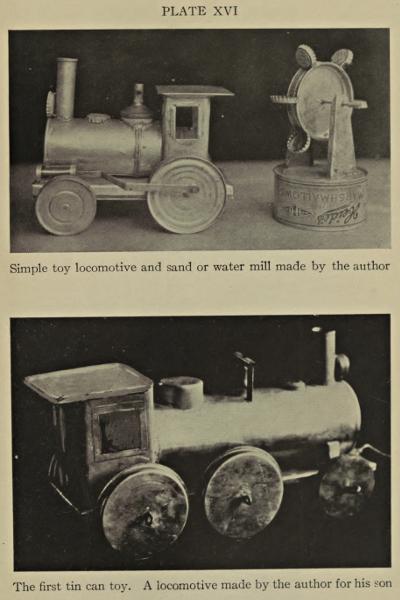 PLATE XVI
MARSHMALLOWS
Simple toy locomotive and sand or water mill made by the author
The first tin can toy. A locomotive made by the author for his son